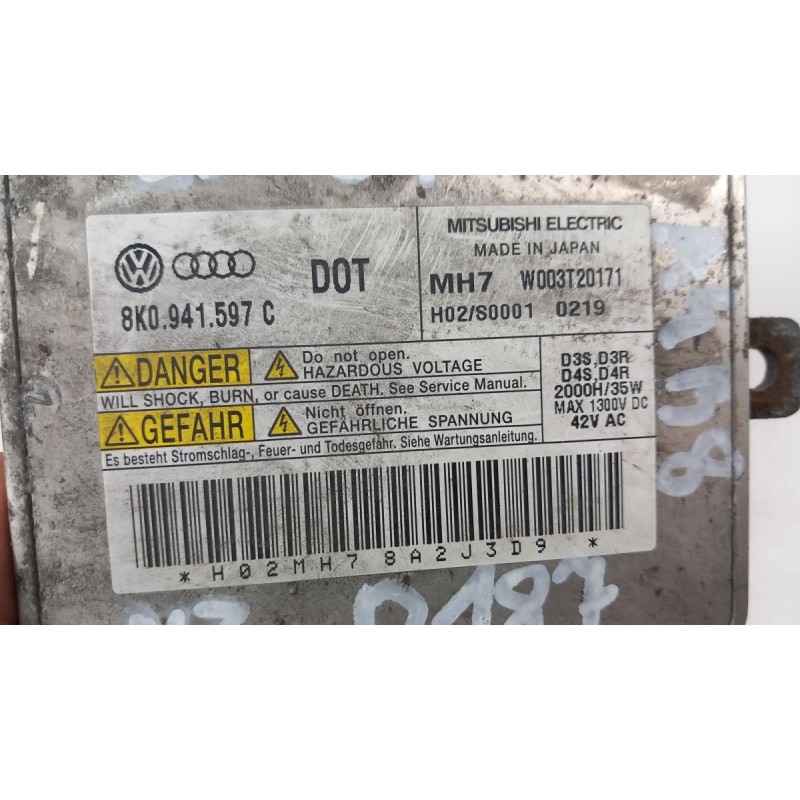 8K0.941.597 C
DOT
MITSUBISHI ELECTRIC
MADE IN JAPAN
MH7 W003T20171
H02/S0001 0219
DANGER
Do not open.
HAZARDOUS VOLTAGE
WILL SHOCK, BURN, or cause DEATH. See Service Manual.
GEFAHR
Nicht öffnen.
GEFÄHRLICHE SPANNUNG
Es besteht Stromschlag-, Feuer- und Todesgefahr. Siehe Wartungsanleitung.
D3S, D3R
D4S, D4R
2000H/35W
MAX 1300V DC
42V AC
*H02MH78A2J3D9*
0187